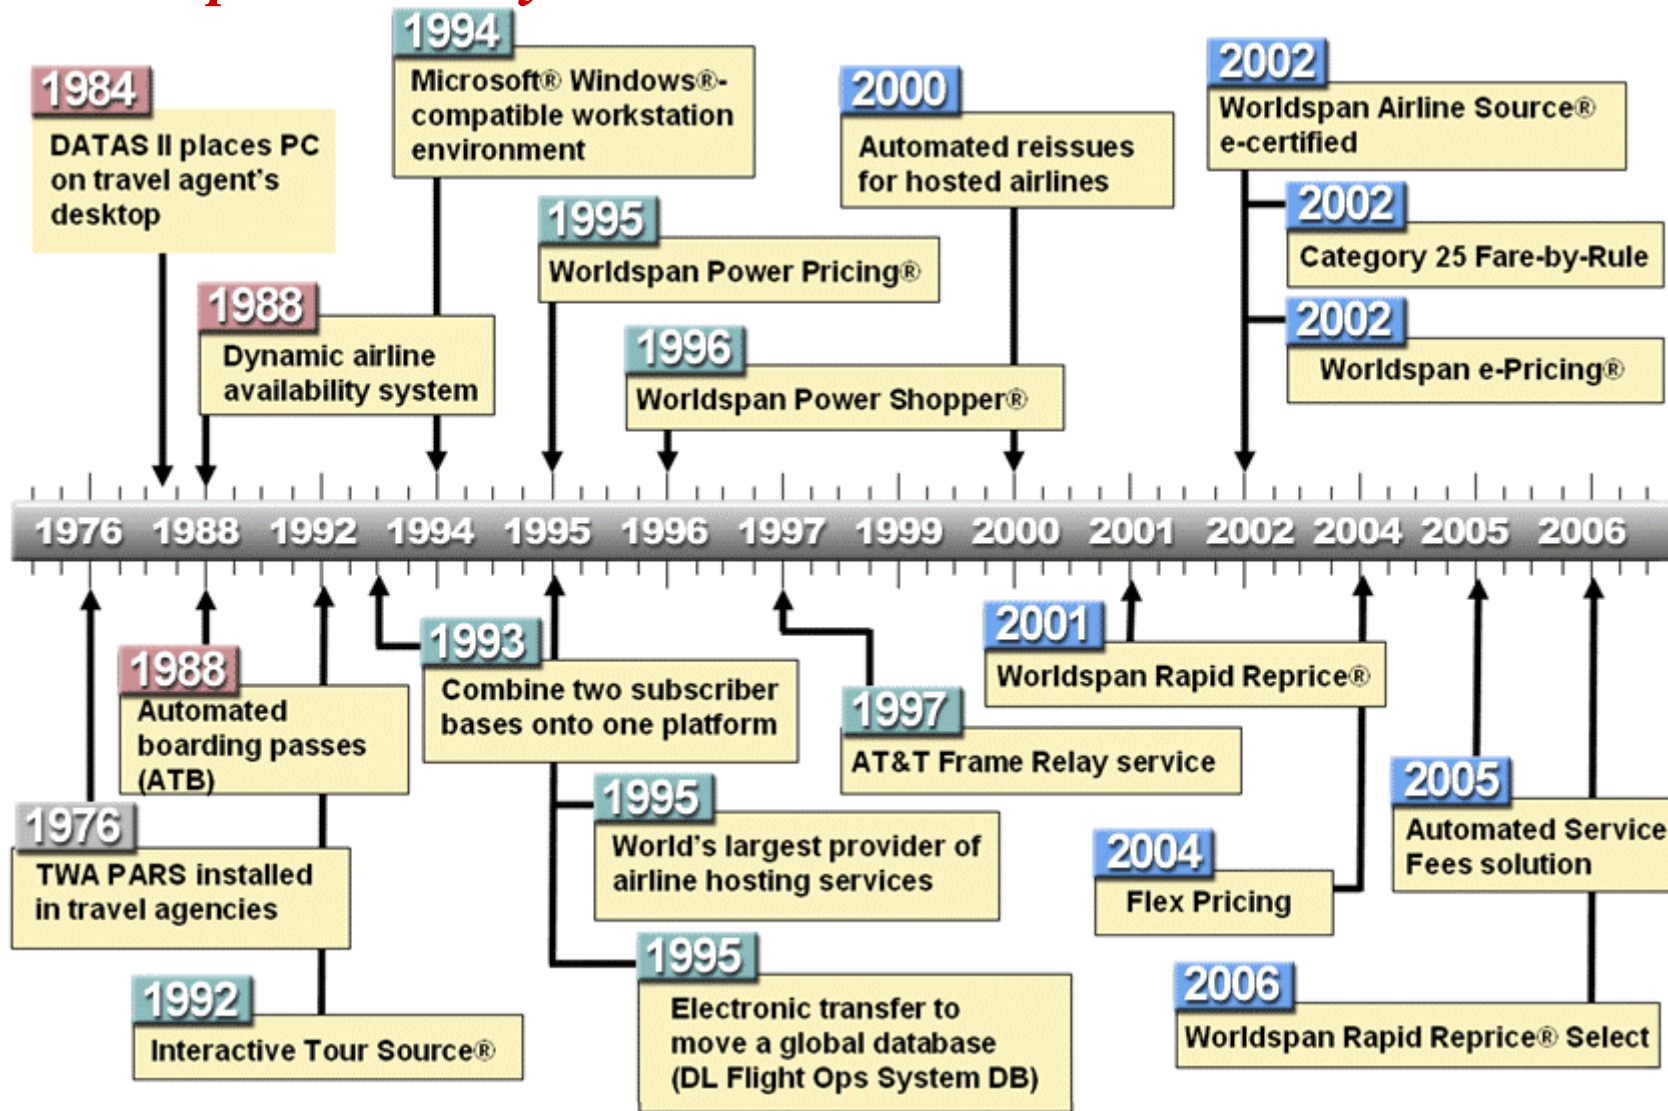 1994
Microsoft® Windows®-
compatible workstation
environment
1984
DATAS II places PC
on travel agent's
desktop
2000
Automated reissues
for hosted airlines
2002
Worldspan Airline Source®
e-certified
2002
Category 25 Fare-by-Rule
2002
Worldspan e-Pricing®
1995
Worldspan Power Pricing®
1988
Dynamic airline
availability system
1996
Worldspan Power Shopper®
1976 1988 1992 1994 1995 1996 1997 1999 2000 2001 2002 2004 2005 2006
1988
Automated
boarding passes
(ATB)
1993
Combine two subscriber
bases onto one platform
2001
Worldspan Rapid Reprice®
1997
AT&T Frame Relay service
1976
TWA PARS installed
in travel agencies
1995
World's largest provider of
airline hosting services
2004
Flex Pricing
2005
Automated Service
Fees solution
1992
Interactive Tour Source®
1995
Electronic transfer to
move a global database
(DL Flight Ops System DB)
2006
Worldspan Rapid Reprice® Select